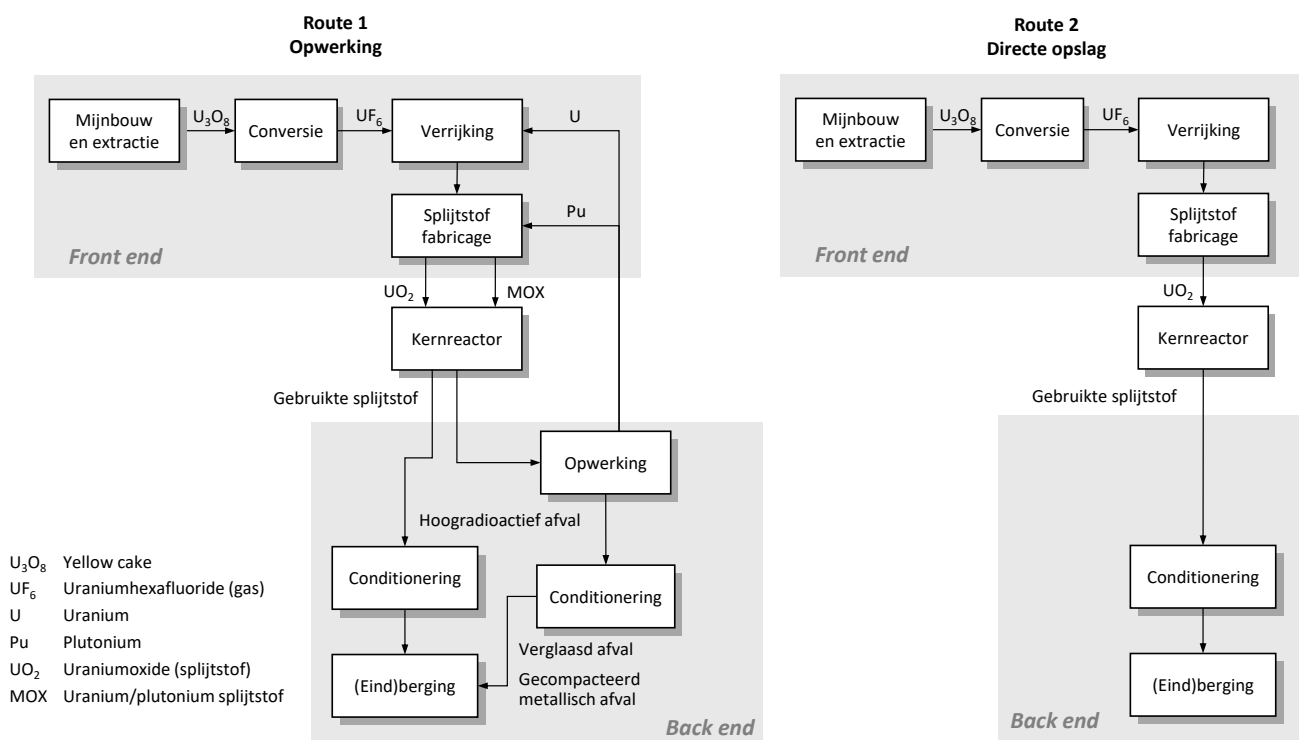 Route 1
Opwerking
Mijnbouw
en extractie
U₃O₈
Conversie
UF₆
Verrijking
U
Splijtstof
fabricage
Pu
Front end
UO₂
MOX
Kernreactor
Gebruikte splijtstof
Opwerking
Hoogradioactief afval
Conditionering
Conditionering
Verglaasd afval
Gecompacteerd
metallisch afval
(Eind)berging
Back end
U₃O₈ Yellow cake
UF₆ Uraniumhexafluoride (gas)
U Uranium
Pu Plutonium
UO₂ Uraniumoxide (splijtstof)
MOX Uranium/plutonium splijtstof
Route 2
Directe opslag
Mijnbouw
en extractie
U₃O₈
Conversie
UF₆
Verrijking
Splijtstof
fabricage
Front end
UO₂
Kernreactor
Gebruikte splijtstof
Conditionering
(Eind)berging
Back end